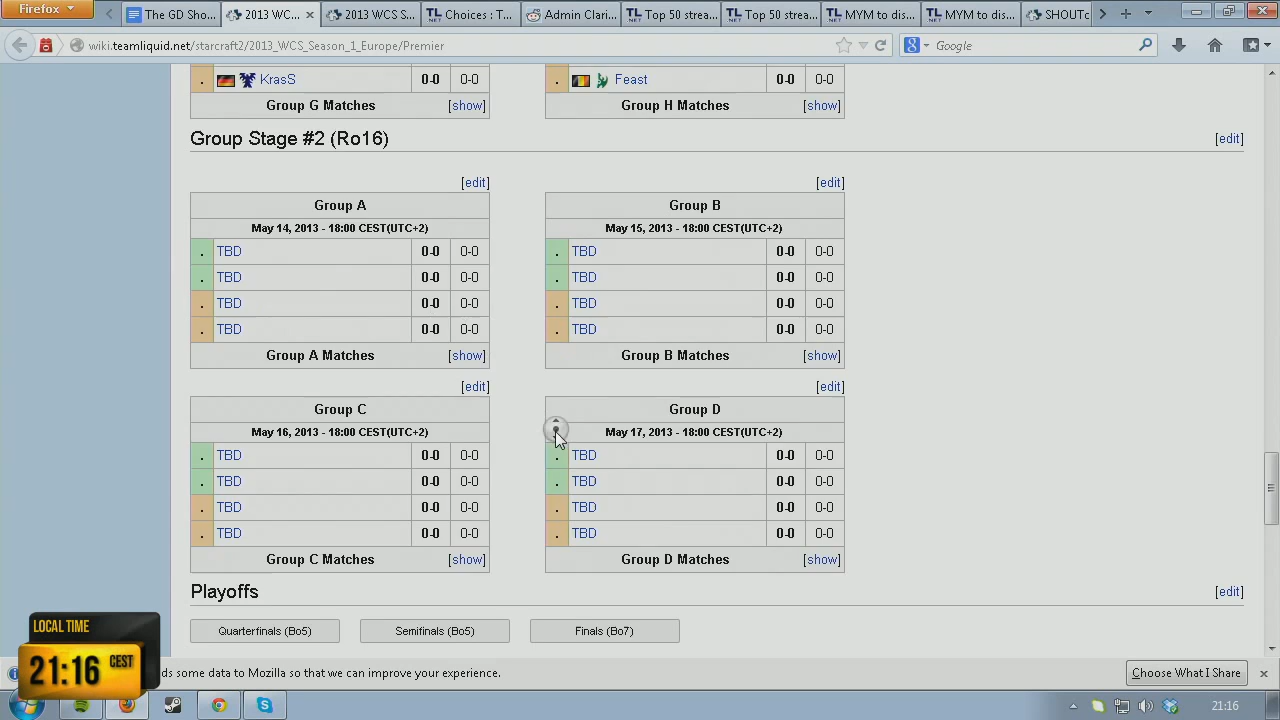 Firefox
The GD Sho...
2013 WC...
2013 WCS S...
TL NET Choices : T...
Admin Clari...
TL NET Top 50 strea...
TL NET Top 50 strea...
TL NET MYM to dis...
TL NET MYM to dis...
SHOUTc
wiki.teamliquid.net/starcraft2/2013_WCS_Season_1_Europe/Premier
Google
. KrasS 0-0 0-0
. Feast 0-0 0-0
Group G Matches [show]
Group H Matches [show]
Group Stage #2 (Ro16) [edit]
[edit] [edit]
Group A
May 14, 2013 - 18:00 CEST(UTC+2)
. TBD 0-0 0-0
. TBD 0-0 0-0
. TBD 0-0 0-0
. TBD 0-0 0-0
Group A Matches [show]
Group B
May 15, 2013 - 18:00 CEST(UTC+2)
. TBD 0-0 0-0
. TBD 0-0 0-0
. TBD 0-0 0-0
. TBD 0-0 0-0
Group B Matches [show]
[edit] [edit]
Group C
May 16, 2013 - 18:00 CEST(UTC+2)
. TBD 0-0 0-0
. TBD 0-0 0-0
. TBD 0-0 0-0
. TBD 0-0 0-0
Group C Matches [show]
Group D
May 17, 2013 - 18:00 CEST(UTC+2)
. TBD 0-0 0-0
. TBD 0-0 0-0
. TBD 0-0 0-0
. TBD 0-0 0-0
Group D Matches [show]
Playoffs [edit]
Quarterfinals (Bo5)
Semifinals (Bo5)
Finals (Bo7)
LOCAL TIME
21:16 CEST
ds some data to Mozilla so that we can improve your experience.
Choose What I Share
21:16